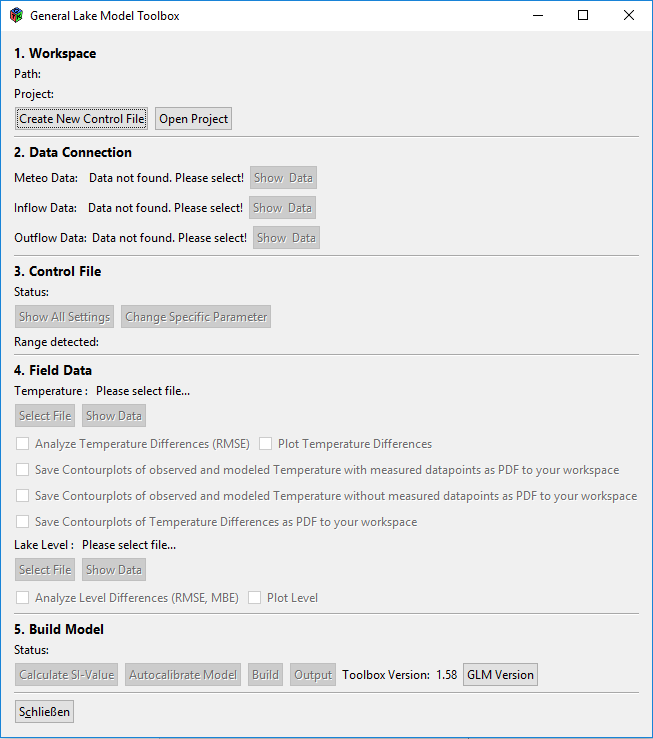 General Lake Model Toolbox
1. Workspace
Path:
Project:
Create New Control File Open Project
2. Data Connection
Meteo Data: Data not found. Please select! Show Data
Inflow Data: Data not found. Please select! Show Data
Outflow Data: Data not found. Please select! Show Data
3. Control File
Status:
Show All Settings Change Specific Parameter
Range detected:
4. Field Data
Temperature : Please select file...
Select File Show Data
Analyze Temperature Differences (RMSE) Plot Temperature Differences
Save Contourplots of observed and modeled Temperature with measured datapoints as PDF to your workspace
Save Contourplots of observed and modeled Temperature without measured datapoints as PDF to your workspace
Save Contourplots of Temperature Differences as PDF to your workspace
Lake Level : Please select file...
Select File Show Data
Analyze Level Differences (RMSE, MBE) Plot Level
5. Build Model
Status:
Calculate SI-Value Autocalibrate Model Build Output Toolbox Version: 1.58 GLM Version
Schließen